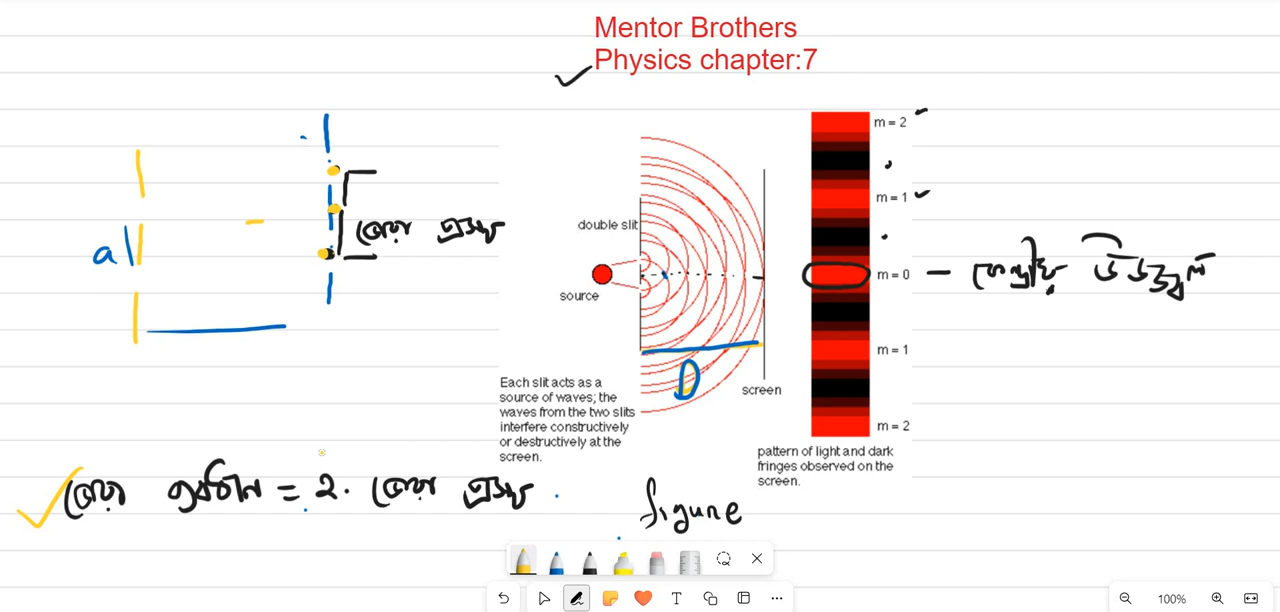 Mentor Brothers
Physics chapter:7
m = 2
m = 1
double slit
a
ডোরা প্রস্থ
m = 0 – কেন্দ্রীয় উজ্জ্বল
source
m = 1
D
Each slit acts as a
source of waves; the
waves from the two slits
interfere constructively
or destructively at the
screen.
screen
m = 2
pattern of light and dark
fringes observed on the
screen.
ডোরা ব্যবধান = 2. ডোরা প্রস্থ
figure
100%